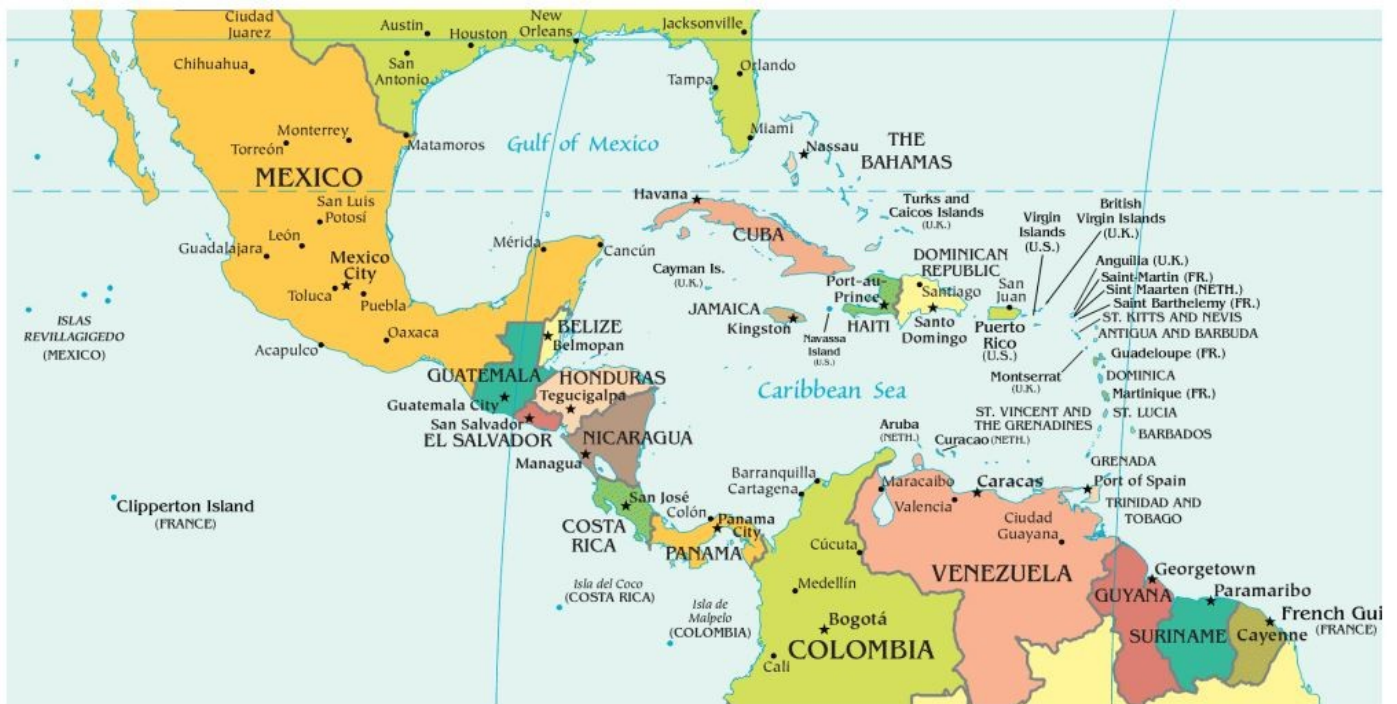 Ciudad
Juarez
Austin
Houston
New
Orleans
Jacksonville
Chihuahua
San
Antonio
Tampa
Orlando
Monterrey
Torreón
Matamoros
Gulf of Mexico
Miami
Nassau
THE
BAHAMAS
MEXICO
San Luis
Potosí
Havana
Turks and
Caicos Islands
(U.K.)
Virgin
Islands
(U.S.)
British
Virgin Islands
(U.K.)
León
Guadalajara
Mérida
Cancún
CUBA
Mexico
City
Toluca
Puebla
Cayman Is.
(U.K.)
DOMINICAN
REPUBLIC
Port-au-
Prince
Santiago
San
Juan
Anguilla (U.K.)
Saint-Martin (FR.)
Sint Maarten (NETH.)
Saint Barthelemy (FR.)
ST. KITTS AND NEVIS
ANTIGUA AND BARBUDA
ISLAS
REVILLAGIGEDO
(MEXICO)
Oaxaca
Acapulco
BELIZE
Belmopan
JAMAICA
Kingston
Navassa
Island
(U.S.)
HAITI
Santo
Domingo
Puerto
Rico
(U.S.)
Guadeloupe (FR.)
Montserrat
(U.K.)
DOMINICA
Martinique (FR.)
ST. LUCIA
BARBADOS
GUATEMALA
Guatemala City
HONDURAS
Tegucigalpa
Caribbean Sea
ST. VINCENT AND
THE GRENADINES
San Salvador
EL SALVADOR
NICARAGUA
Managua
Aruba
(NETH.)
Curacao (NETH.)
GRENADA
Port of Spain
TRINIDAD AND
TOBAGO
Barranquilla
Cartagena
Maracaibo
Valencia
Caracas
Clipperton Island
(FRANCE)
San José
Colón
Panama
City
COSTA
RICA
PANAMA
Cúcuta
Ciudad
Guayana
VENEZUELA
Georgetown
GUYANA
Paramaribo
Isla del Coco
(COSTA RICA)
Isla de
Malpelo
(COLOMBIA)
Medellín
Bogotá
COLOMBIA
Cali
SURINAME
Cayenne
French Gui
(FRANCE)